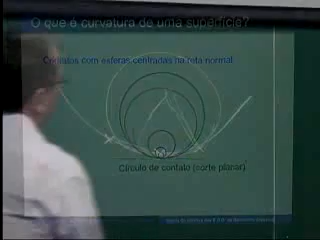 O que é curvatura de uma superfície?
Contatos com esferas centradas na reta normal
Círculo de contato (corte planar)